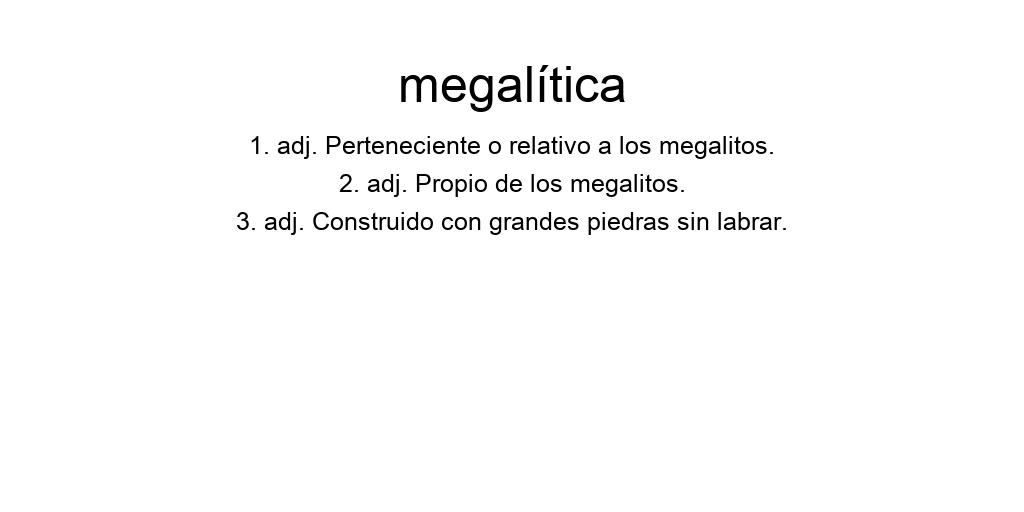 megalítica
1. adj. Perteneciente o relativo a los megalitos.
2. adj. Propio de los megalitos.
3. adj. Construido con grandes piedras sin labrar.